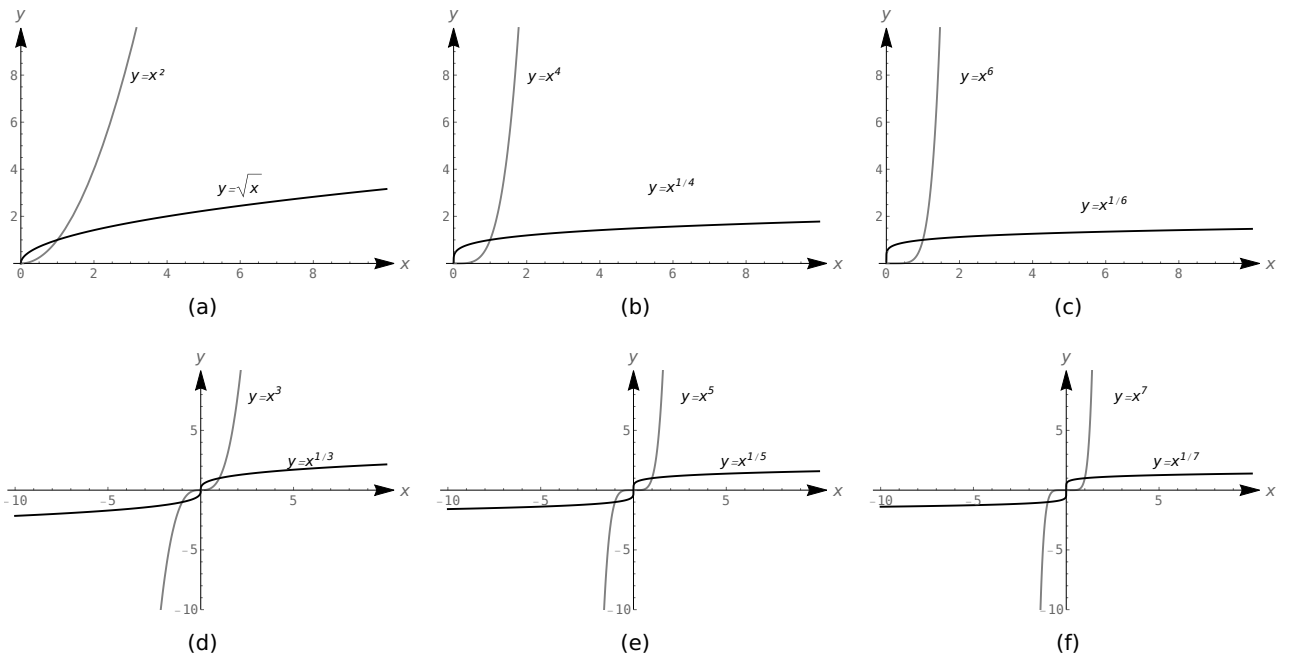 y y y
8 y=x² 8 y=x⁴ 8 y=x⁶
6 6 6
4 4 4
y=√x y=x^{1/4} y=x^{1/6}
2 2 2
0 2 4 6 8 x 0 2 4 6 8 x 0 2 4 6 8 x
(a) (b) (c)
y y y
y=x³ y=x⁵ y=x⁷
5 5 5
y=x^{1/3} y=x^{1/5} y=x^{1/7}
-10 -5 5 x -10 -5 5 x -10 -5 5 x
-5 -5 -5
-10 -10 -10
(d) (e) (f)